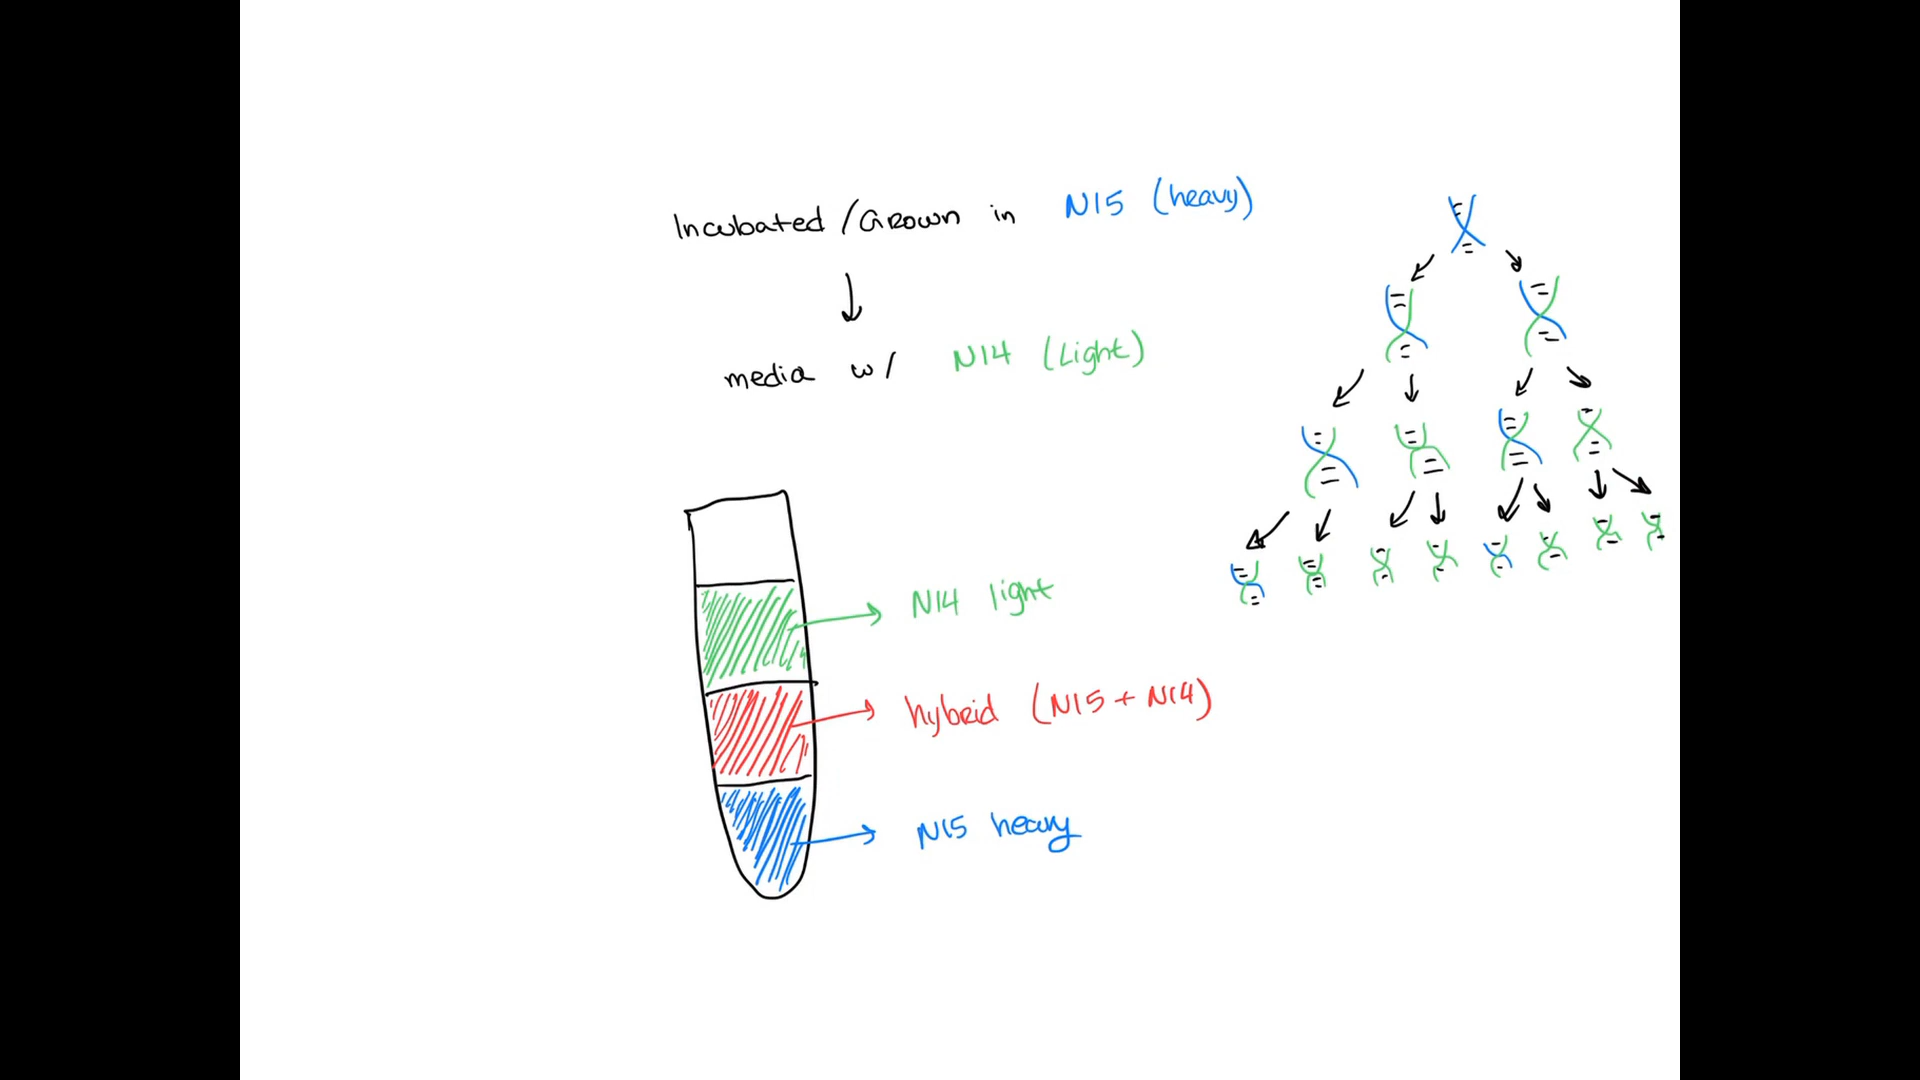 Incubated / Grown in N15 (heavy)
media w/ N14 (Light)
N14 light
hybrid (N15 + N14)
N15 heavy